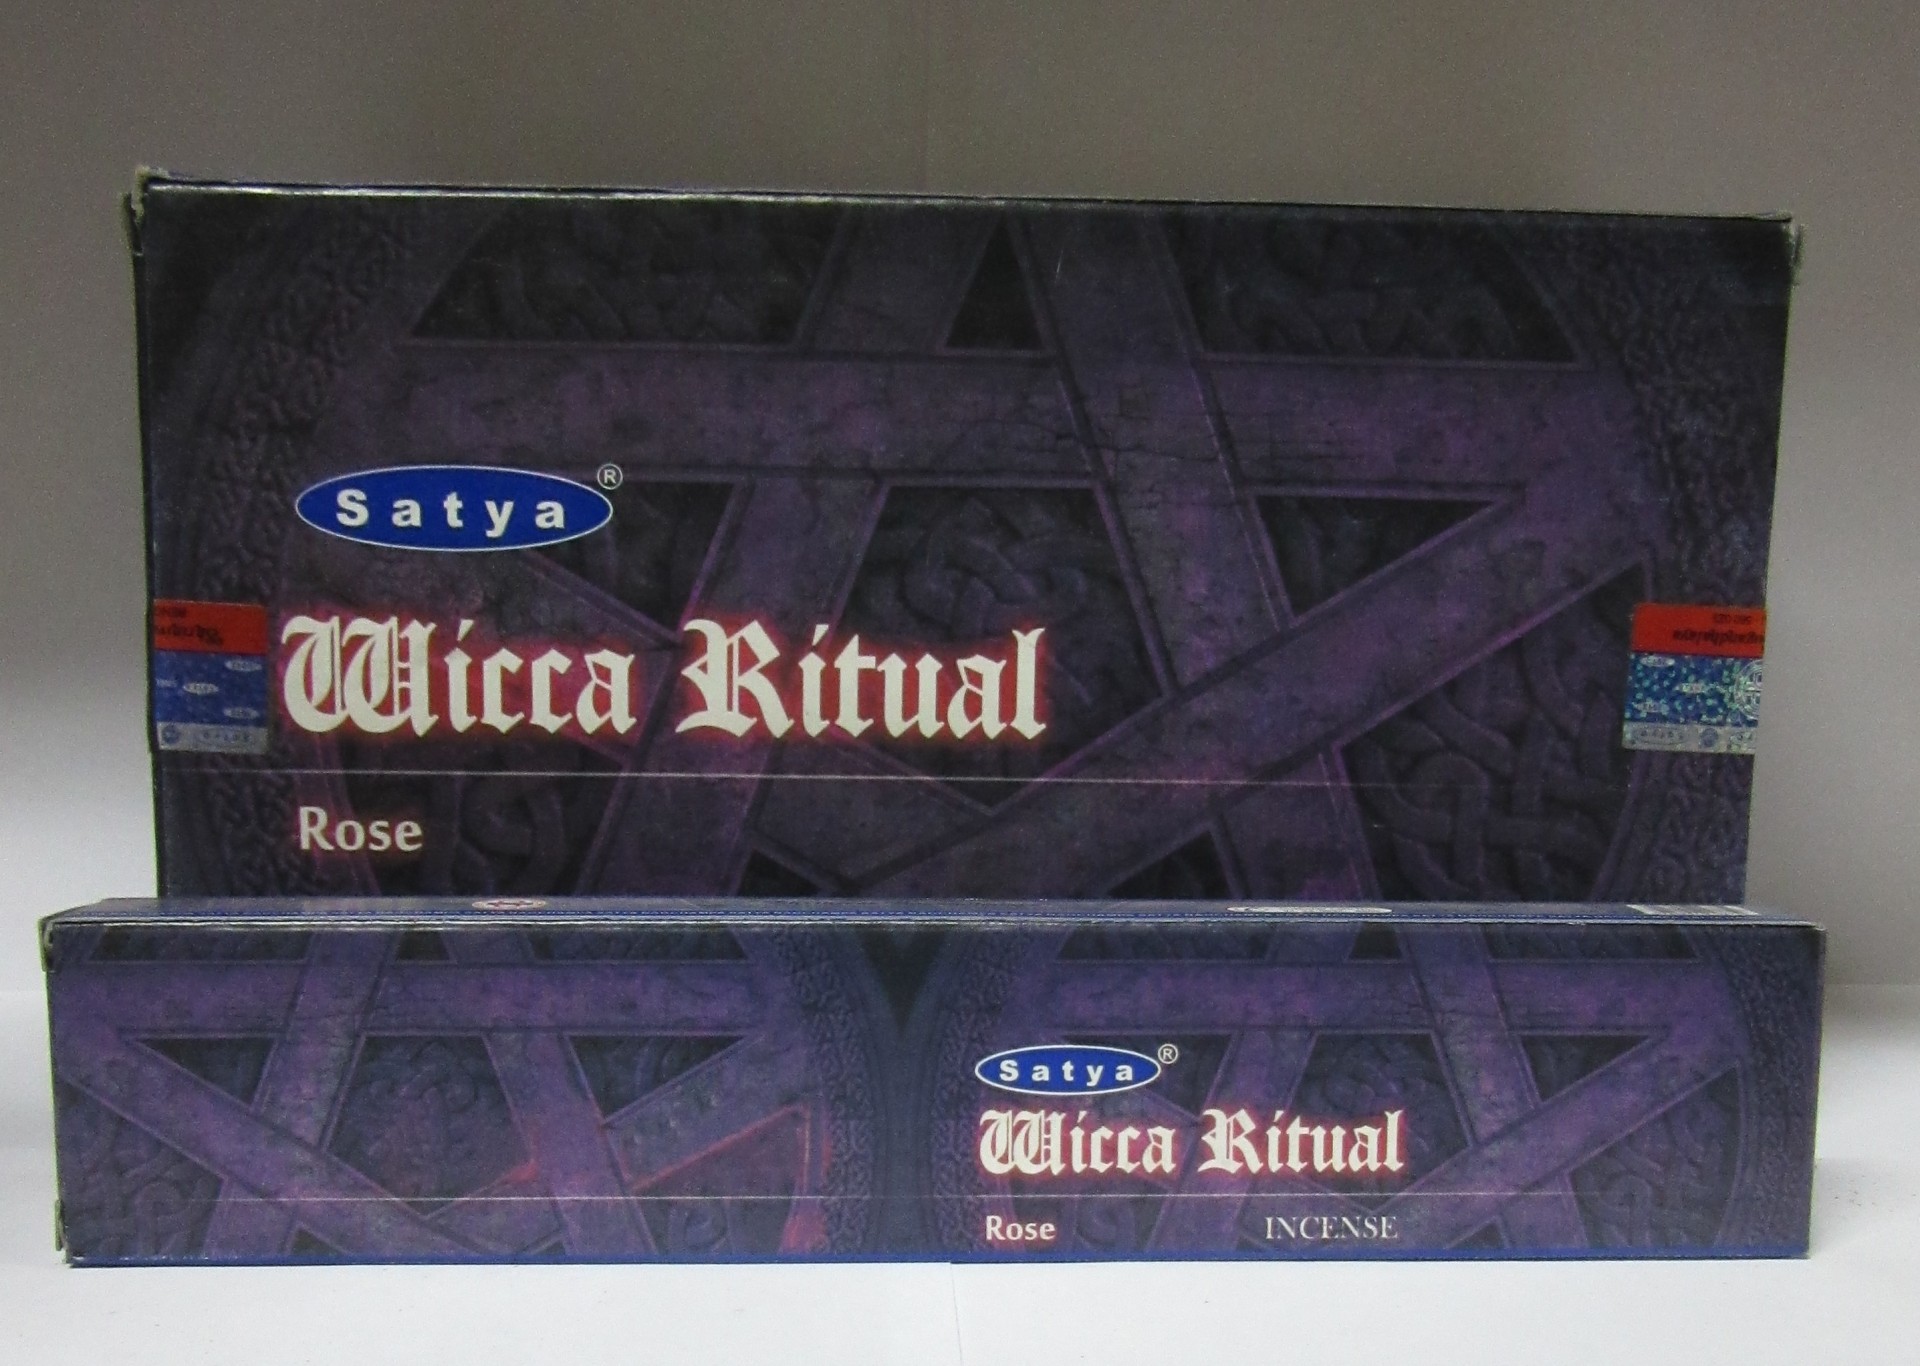 Satya®
Wicca Ritual
Rose
Satya®
Wicca Ritual
Rose INCENSE